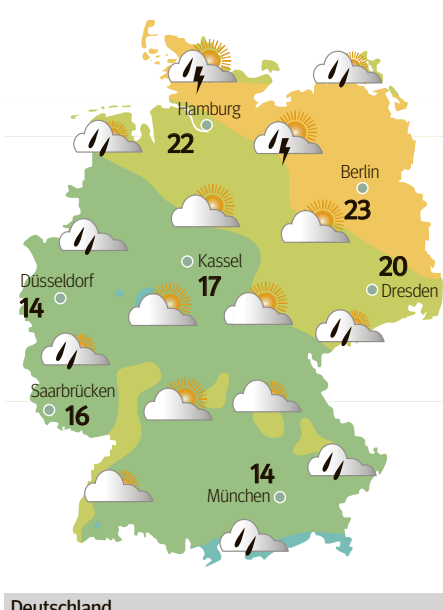 Hamburg
22
Berlin
23
Kassel
17
20
Dresden
Düsseldorf
14
Saarbrücken
16
14
München
Deutschland